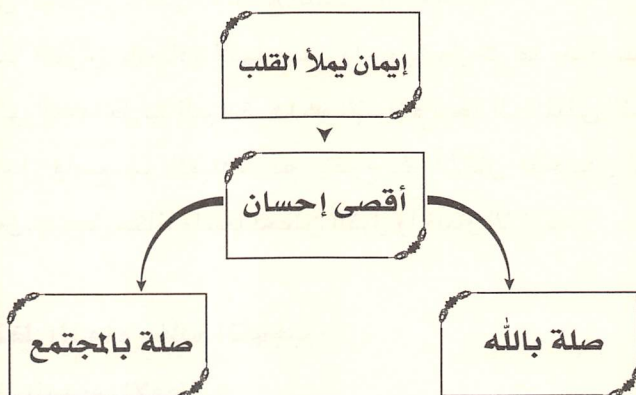 إيمان يملأ القلب
أقصى إحسان
صلة بالله
صلة بالمجتمع